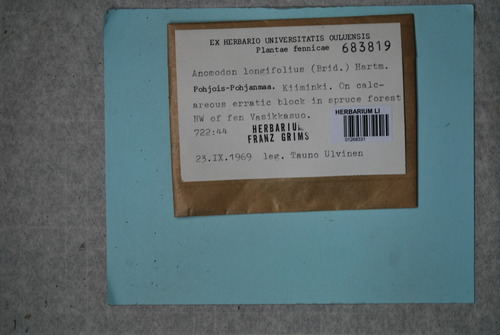 EX HERBARIO UNIVERSITATIS OULUENSIS
Plantae fennicae 683819
Anomodon longifolius (Brid.) Hartm.
Pohjois-Pohjanmaa. Kiiminki. On calc-
areous erratic block in spruce forest
NW of fen Vasikkasuo.
HERBARIUM LI
722:44
HERBARIUM
FRANZ GRIMS
01268331
23.IX.1969 leg. Tauno Ulvinen